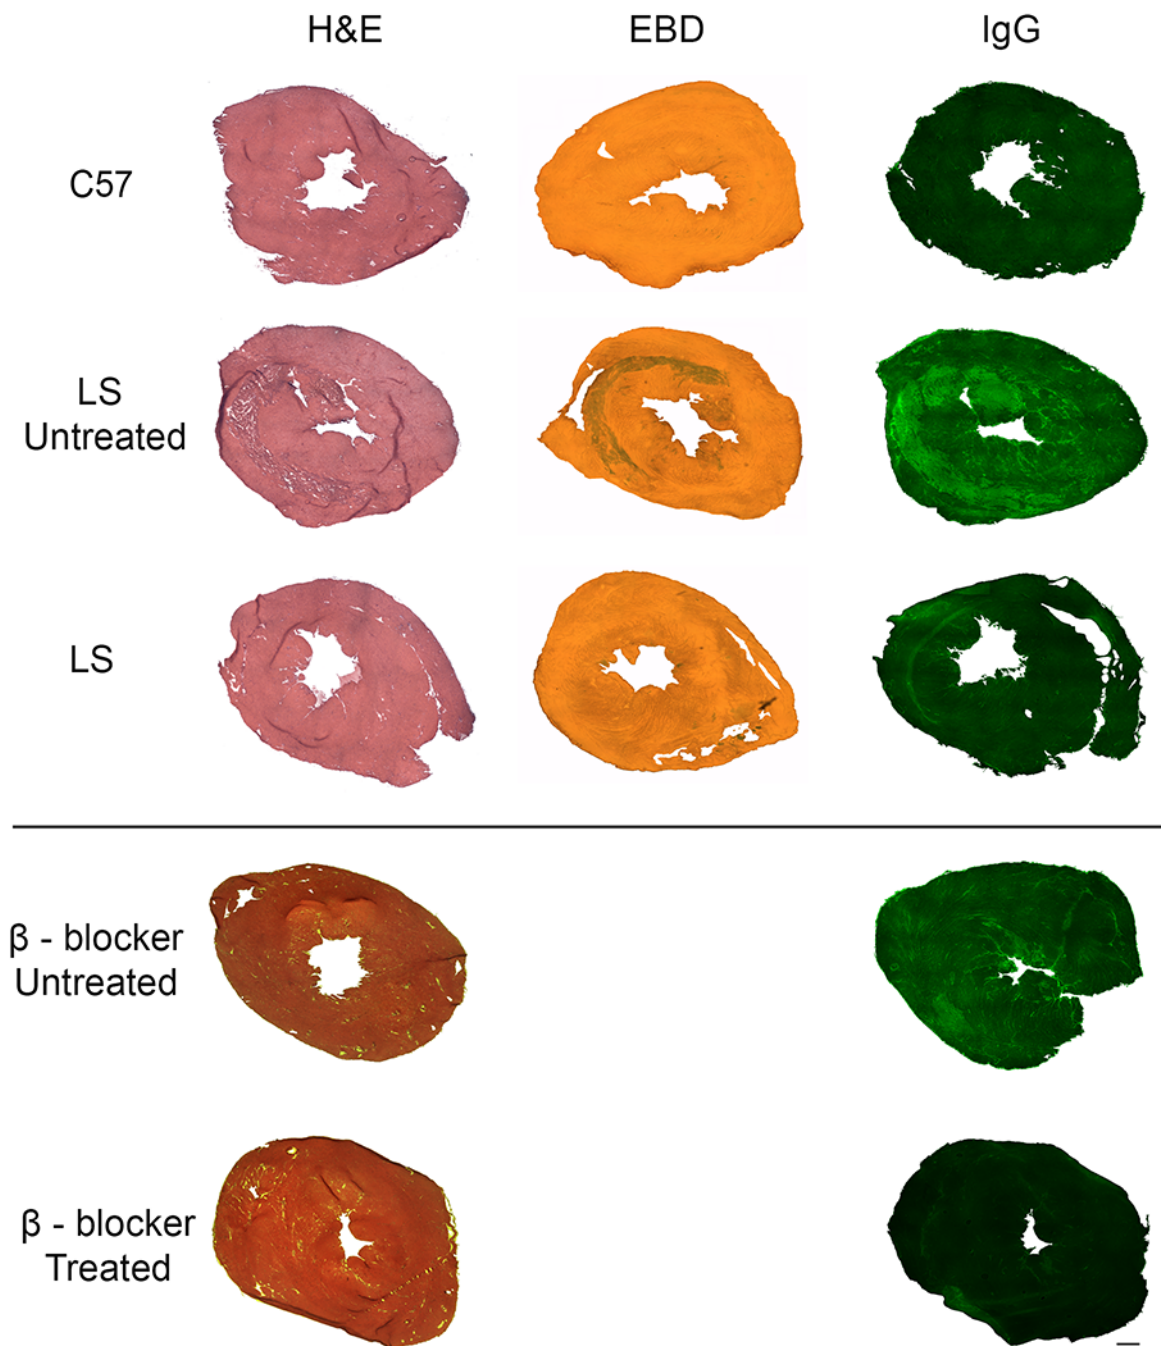 H&E EBD IgG
C57
LS
Untreated
LS
β - blocker
Untreated
β - blocker
Treated